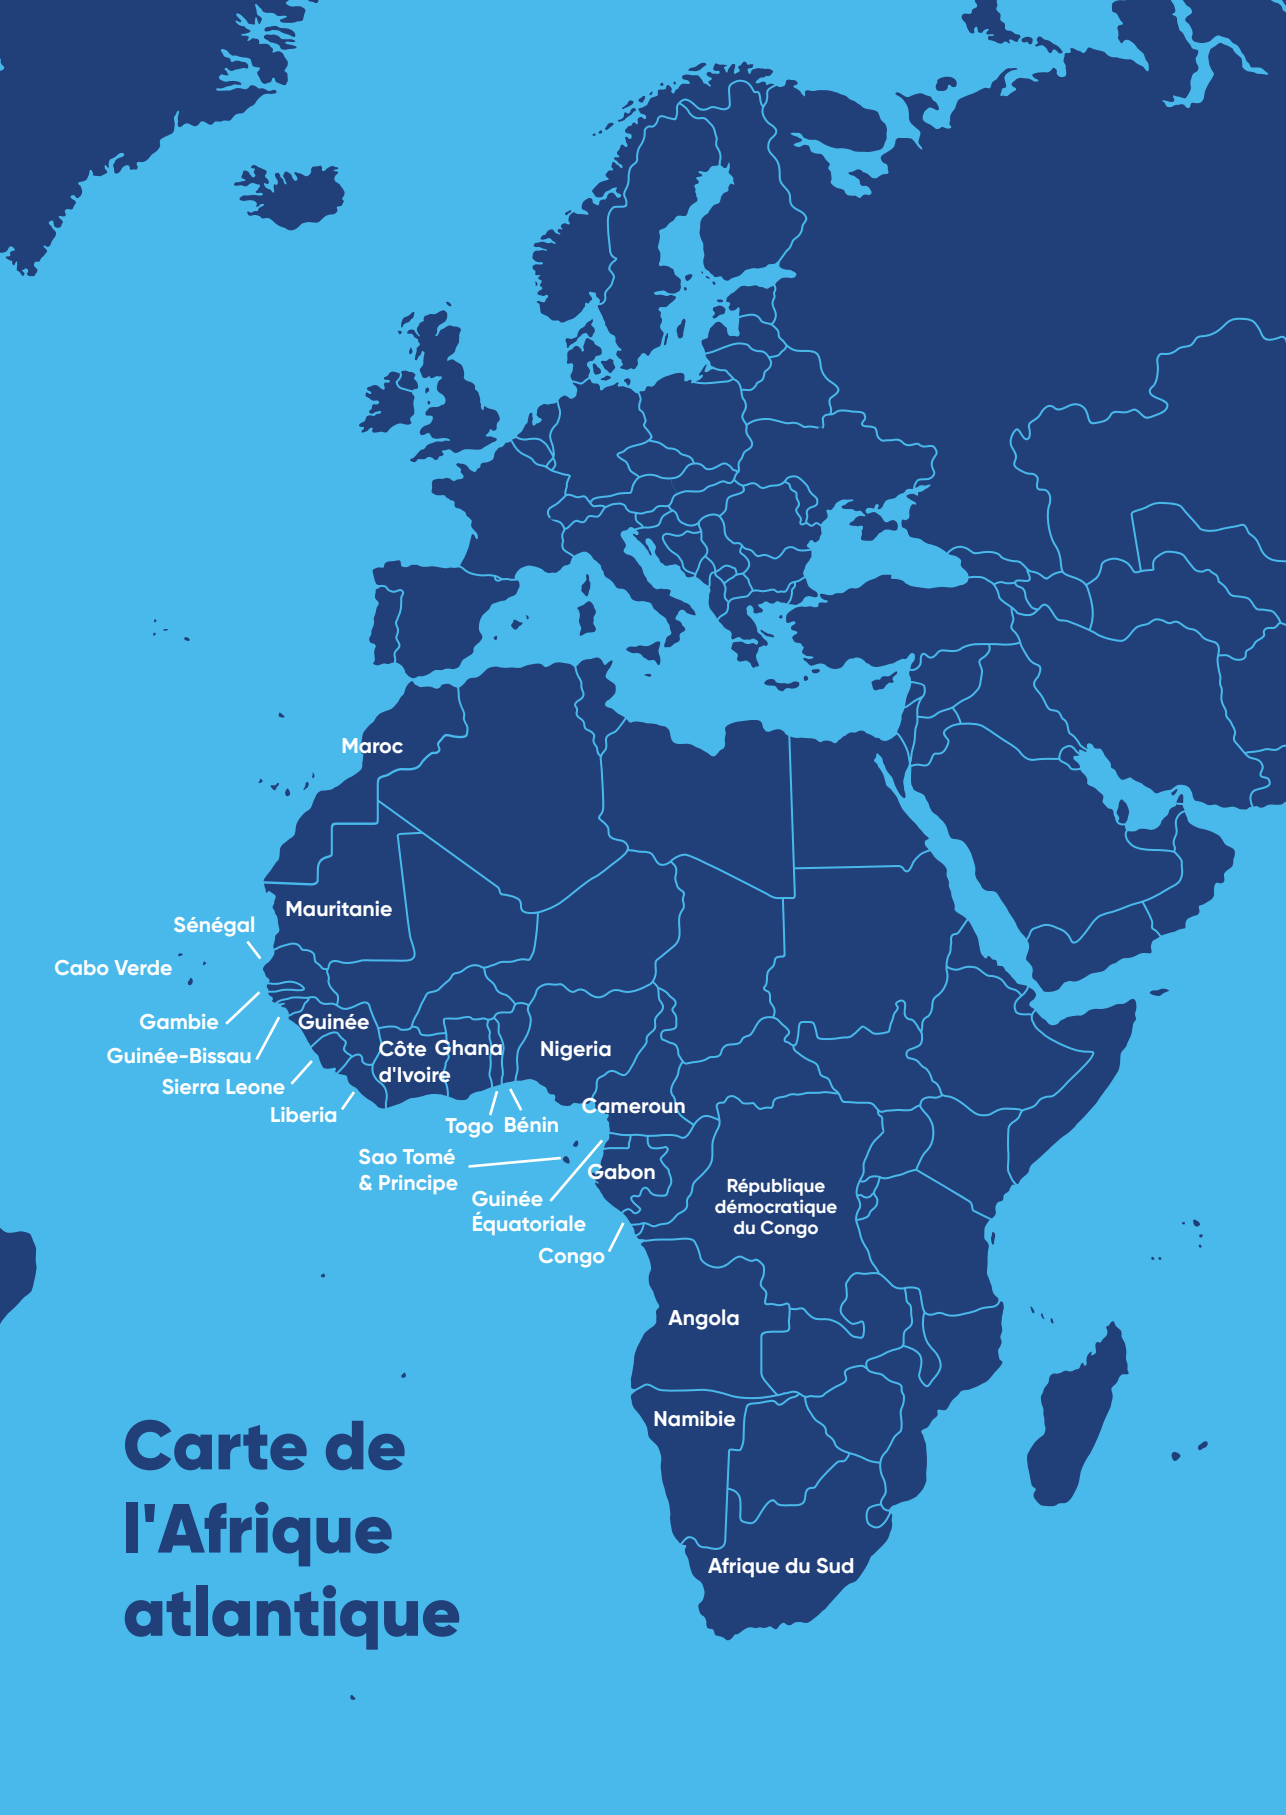 Maroc
Mauritanie
Sénégal
Cabo Verde
Gambie
Guinée
Guinée-Bissau
Côte
d'Ivoire
Ghana
Nigeria
Sierra Leone
Liberia
Togo
Bénin
Cameroun
Sao Tomé
& Principe
Gabon
Guinée
Équatoriale
République
démocratique
du Congo
Congo
Angola
Namibie
Afrique du Sud
Carte de
l'Afrique
atlantique